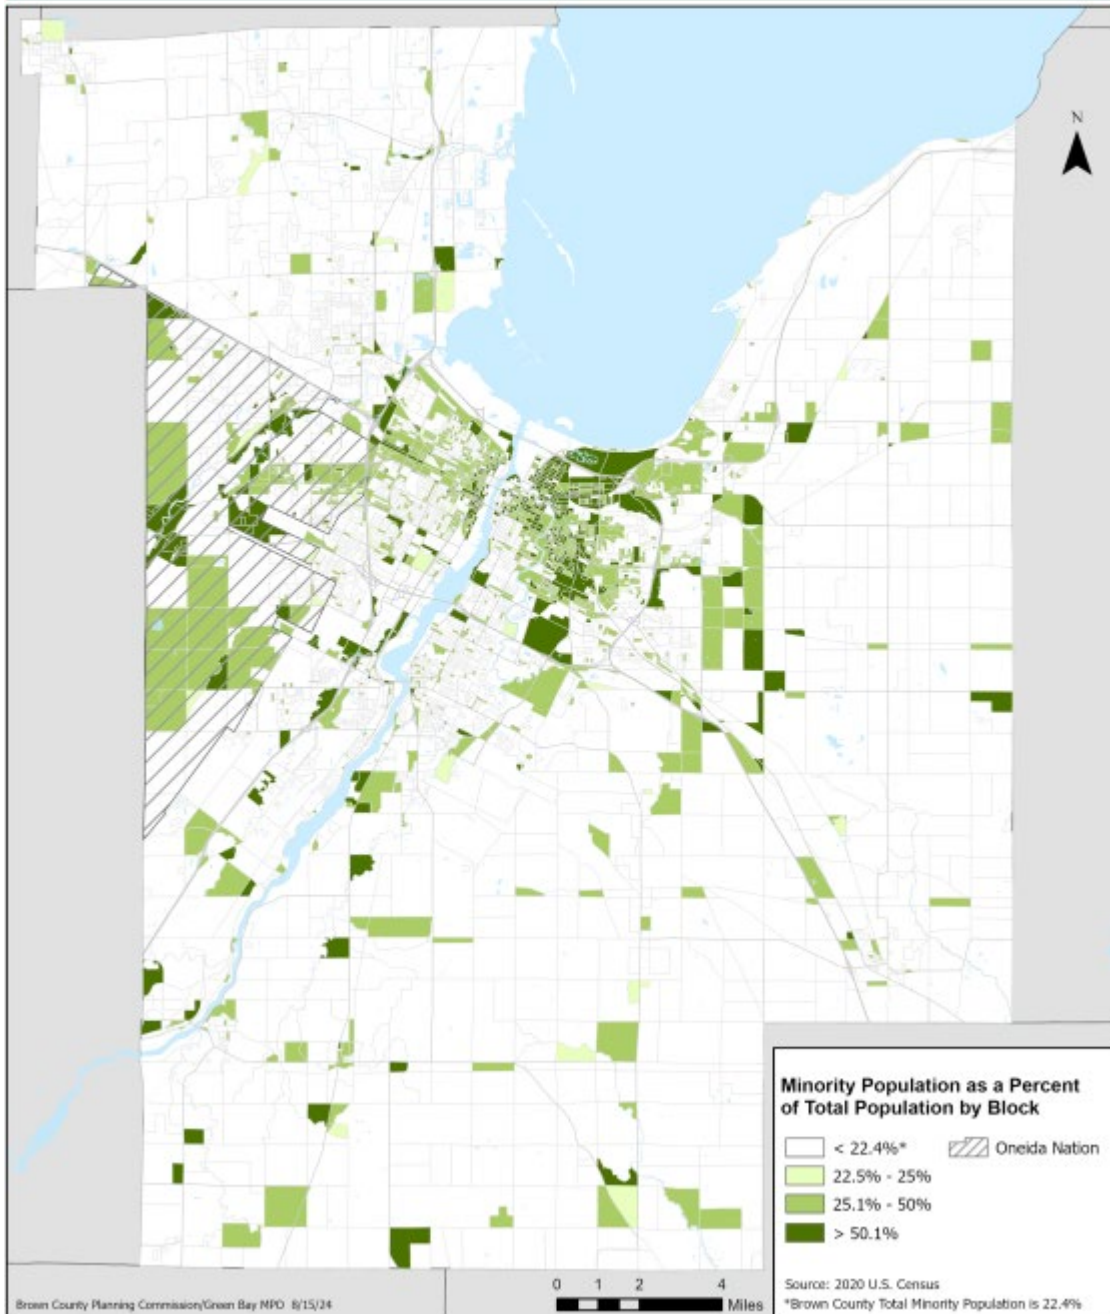 N
Minority Population as a Percent
of Total Population by Block
< 22.4%*
Oneida Nation
22.5% - 25%
25.1% - 50%
> 50.1%
Source: 2020 U.S. Census
*Brown County Total Minority Population is 22.4%
0 1 2 4
Miles
Brown County Planning Commission/Green Bay MPO 8/15/24